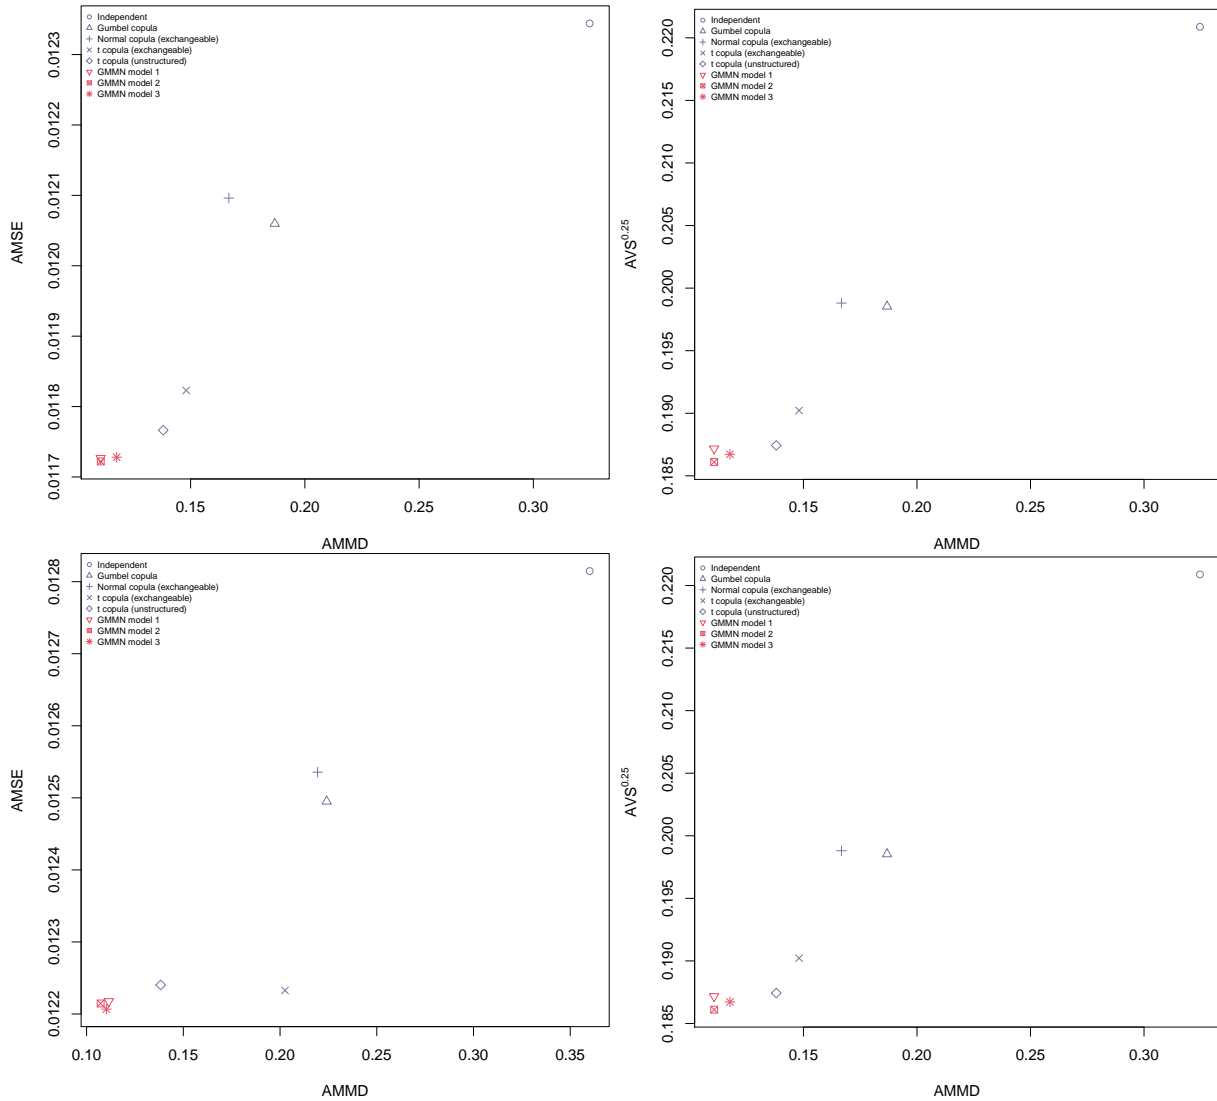 0.0117 0.0118 0.0119 0.0120 0.0121 0.0122 0.0123
AMSE
Independent
Gumbel copula
Normal copula (exchangeable)
t copula (exchangeable)
t copula (unstructured)
GMMN model 1
GMMN model 2
GMMN model 3
0.15 0.20 0.25 0.30
AMMD
0.185 0.190 0.195 0.200 0.205 0.210 0.215 0.220
AVS^0.25
Independent
Gumbel copula
Normal copula (exchangeable)
t copula (exchangeable)
t copula (unstructured)
GMMN model 1
GMMN model 2
GMMN model 3
0.15 0.20 0.25 0.30
AMMD
0.0122 0.0123 0.0124 0.0125 0.0126 0.0127 0.0128
AMSE
Independent
Gumbel copula
Normal copula (exchangeable)
t copula (exchangeable)
t copula (unstructured)
GMMN model 1
GMMN model 2
GMMN model 3
0.10 0.15 0.20 0.25 0.30 0.35
AMMD
0.185 0.190 0.195 0.200 0.205 0.210 0.215 0.220
AVS^0.25
Independent
Gumbel copula
Normal copula (exchangeable)
t copula (exchangeable)
t copula (unstructured)
GMMN model 1
GMMN model 2
GMMN model 3
0.15 0.20 0.25 0.30
AMMD